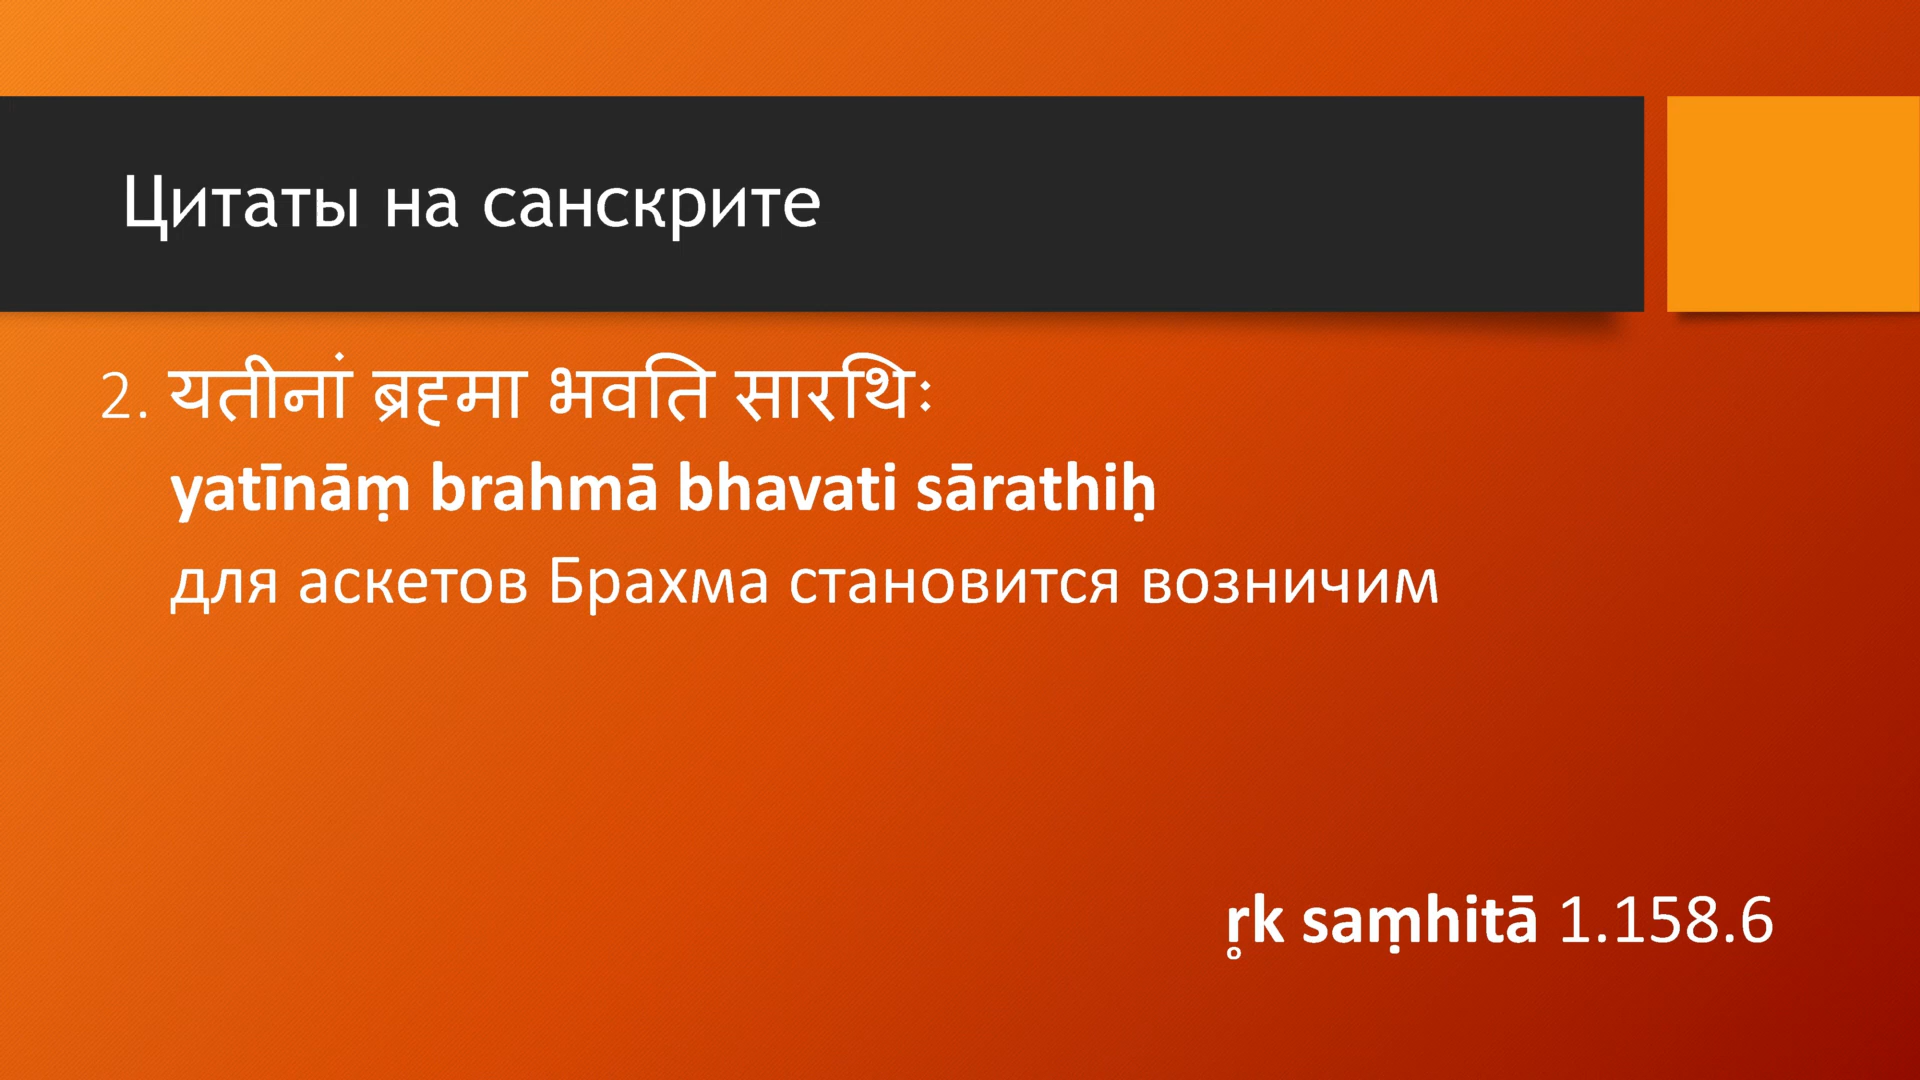 Цитаты на санскрите
2. यतीनां ब्रह्मा भवति सारथिः
yatīnāṃ brahmā bhavati sārathiḥ
для аскетов Брахма становится возничим
r̥k saṃhitā 1.158.6